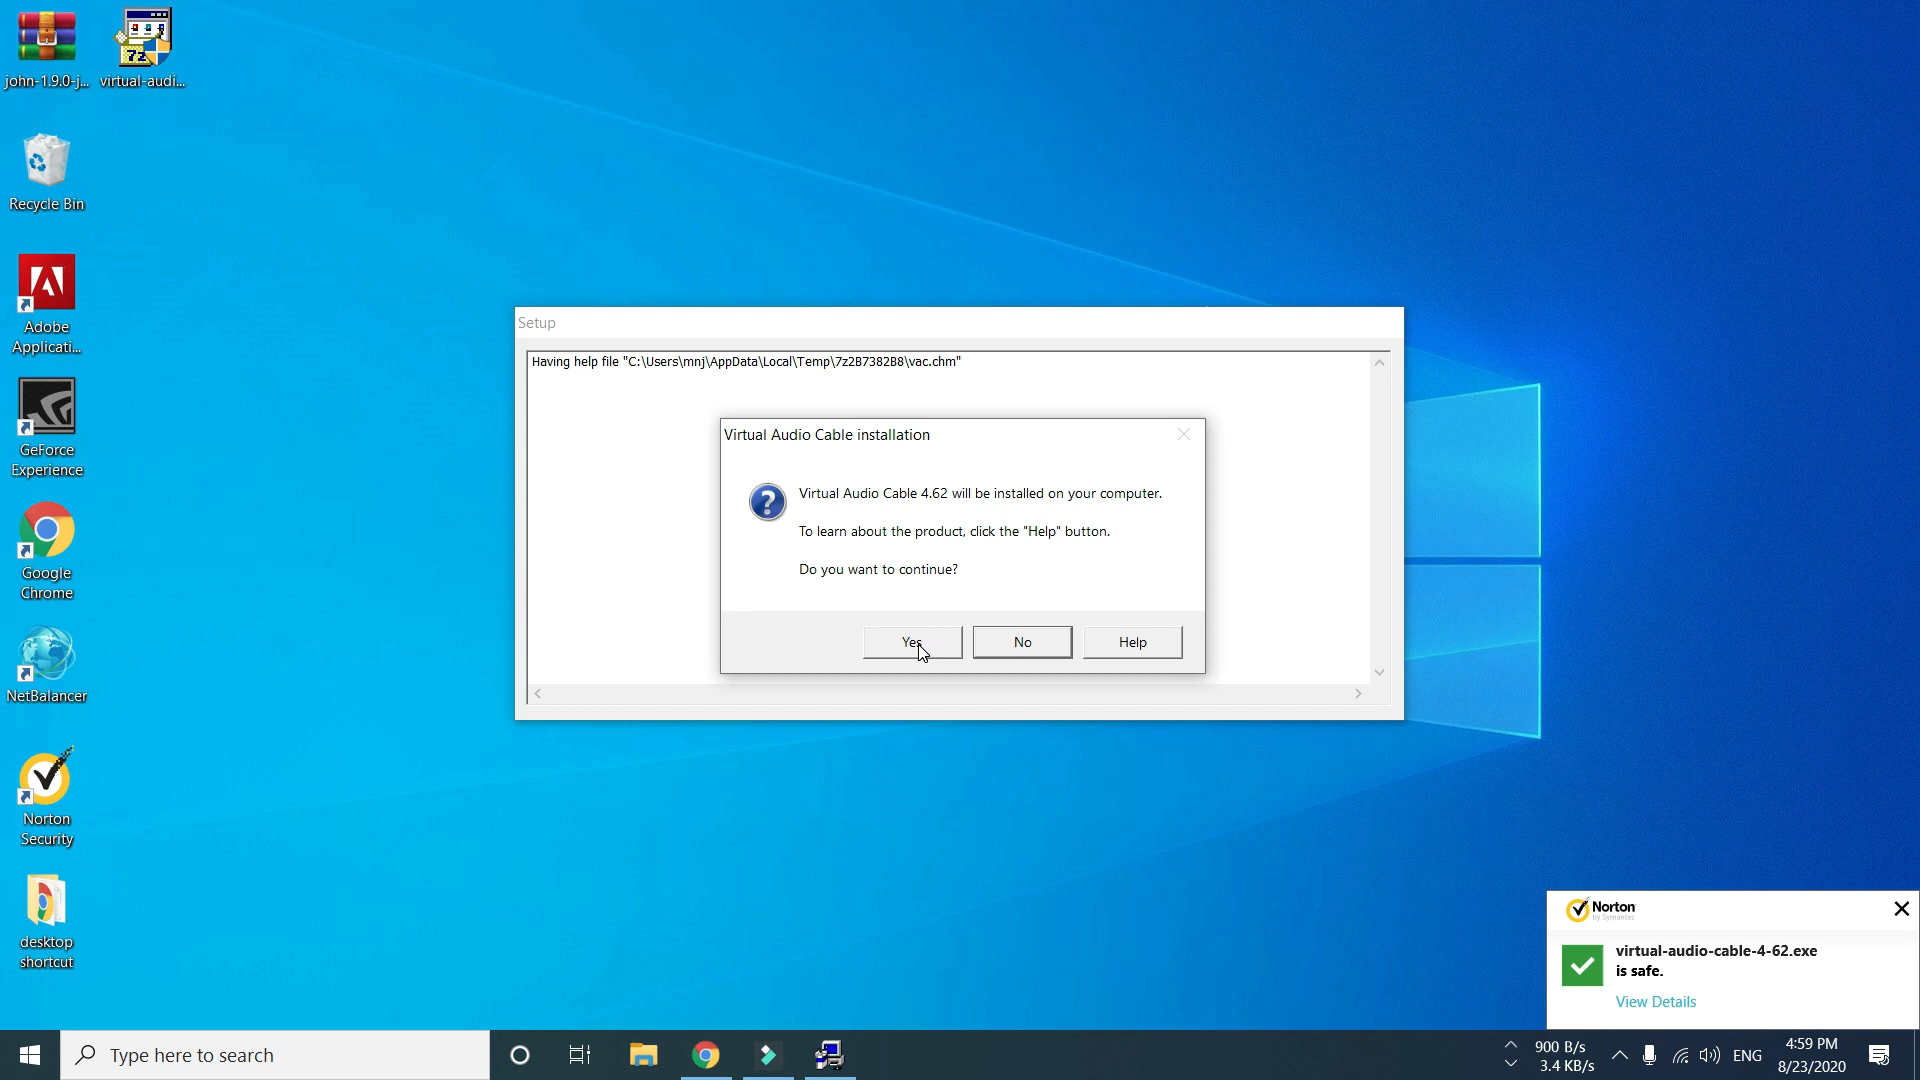 john-1.9.0-j...
virtual-audi...
7z
Recycle Bin
Adobe
Applicati...
GeForce
Experience
Google
Chrome
NetBalancer
Norton
Security
desktop
shortcut
Setup
Having help file "C:\Users\mnj\AppData\Local\Temp\7z2B7382B8\vac.chm"
Virtual Audio Cable installation
Virtual Audio Cable 4.62 will be installed on your computer.
To learn about the product, click the "Help" button.
Do you want to continue?
Yes
No
Help
Norton
by Symantec
virtual-audio-cable-4-62.exe
is safe.
View Details
Type here to search
900 B/s
3.4 KB/s
ENG
4:59 PM
8/23/2020